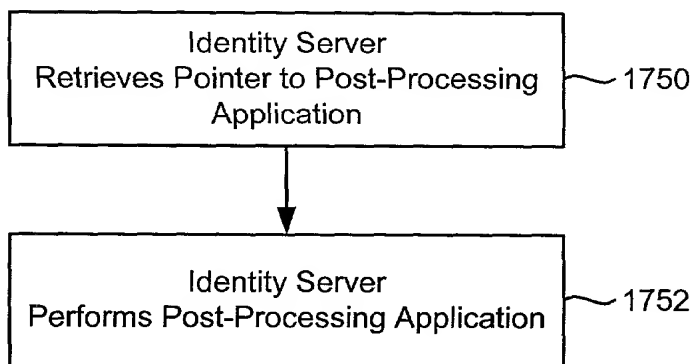 Identity Server
Retrieves Pointer to Post-Processing
Application
1750
Identity Server
Performs Post-Processing Application
1752